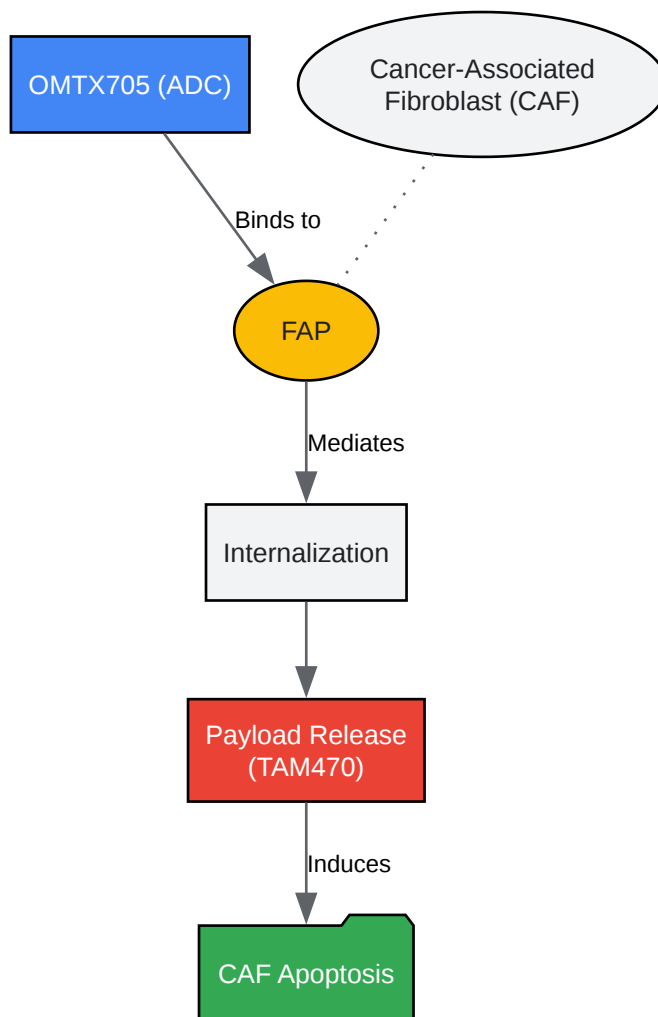 OMTX705 (ADC)
Cancer-Associated
Fibroblast (CAF)
Binds to
FAP
Mediates
Internalization
Payload Release
(TAM470)
Induces
CAF Apoptosis